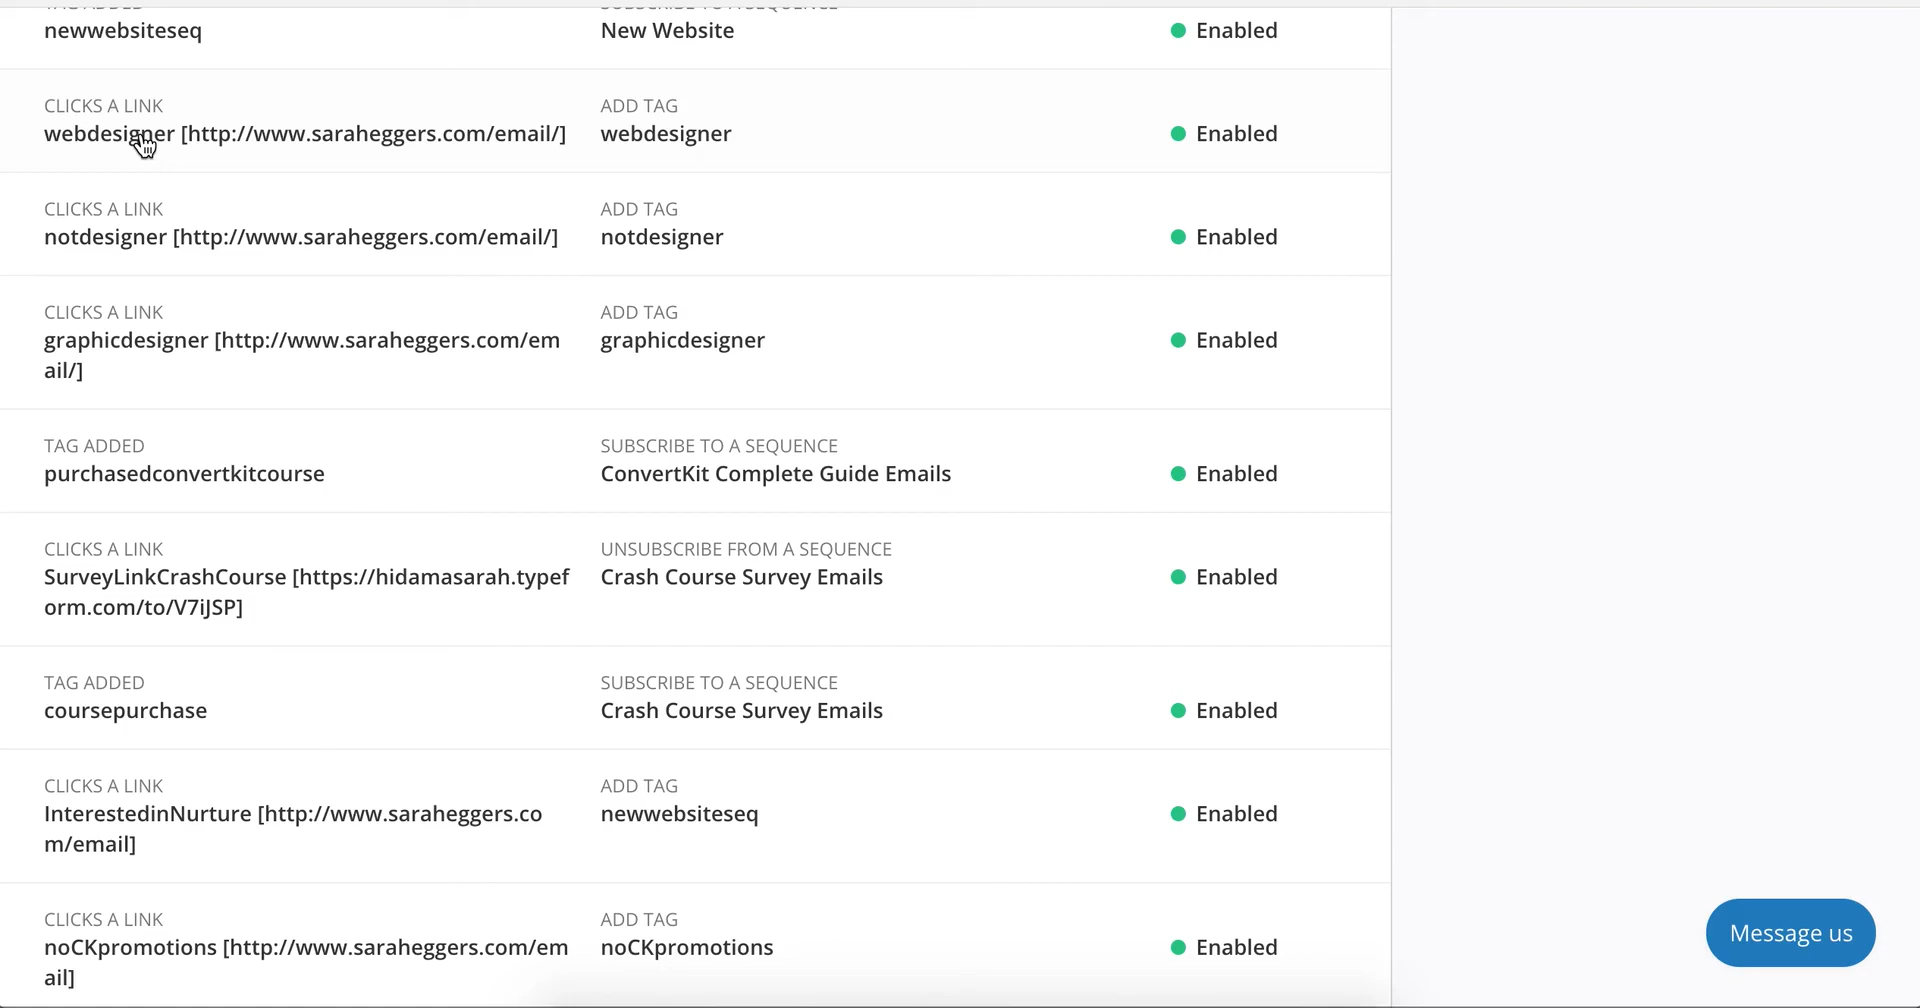 TAG ADDED SUBSCRIBE TO A SEQUENCE
newwebsiteseq New Website Enabled
CLICKS A LINK ADD TAG
webdesigner [http://www.saraheggers.com/email/] webdesigner Enabled
CLICKS A LINK ADD TAG
notdesigner [http://www.saraheggers.com/email/] notdesigner Enabled
CLICKS A LINK ADD TAG
graphicdesigner [http://www.saraheggers.com/em graphicdesigner Enabled
ail/]
TAG ADDED SUBSCRIBE TO A SEQUENCE
purchasedconvertkitcourse ConvertKit Complete Guide Emails Enabled
CLICKS A LINK UNSUBSCRIBE FROM A SEQUENCE
SurveyLinkCrashCourse [https://hidamasarah.typef Crash Course Survey Emails Enabled
orm.com/to/V7iJSP]
TAG ADDED SUBSCRIBE TO A SEQUENCE
coursepurchase Crash Course Survey Emails Enabled
CLICKS A LINK ADD TAG
InterestedinNurture [http://www.saraheggers.co newwebsiteseq Enabled
m/email]
CLICKS A LINK ADD TAG
noCKpromotions [http://www.saraheggers.com/em noCKpromotions Enabled
ail]
Message us